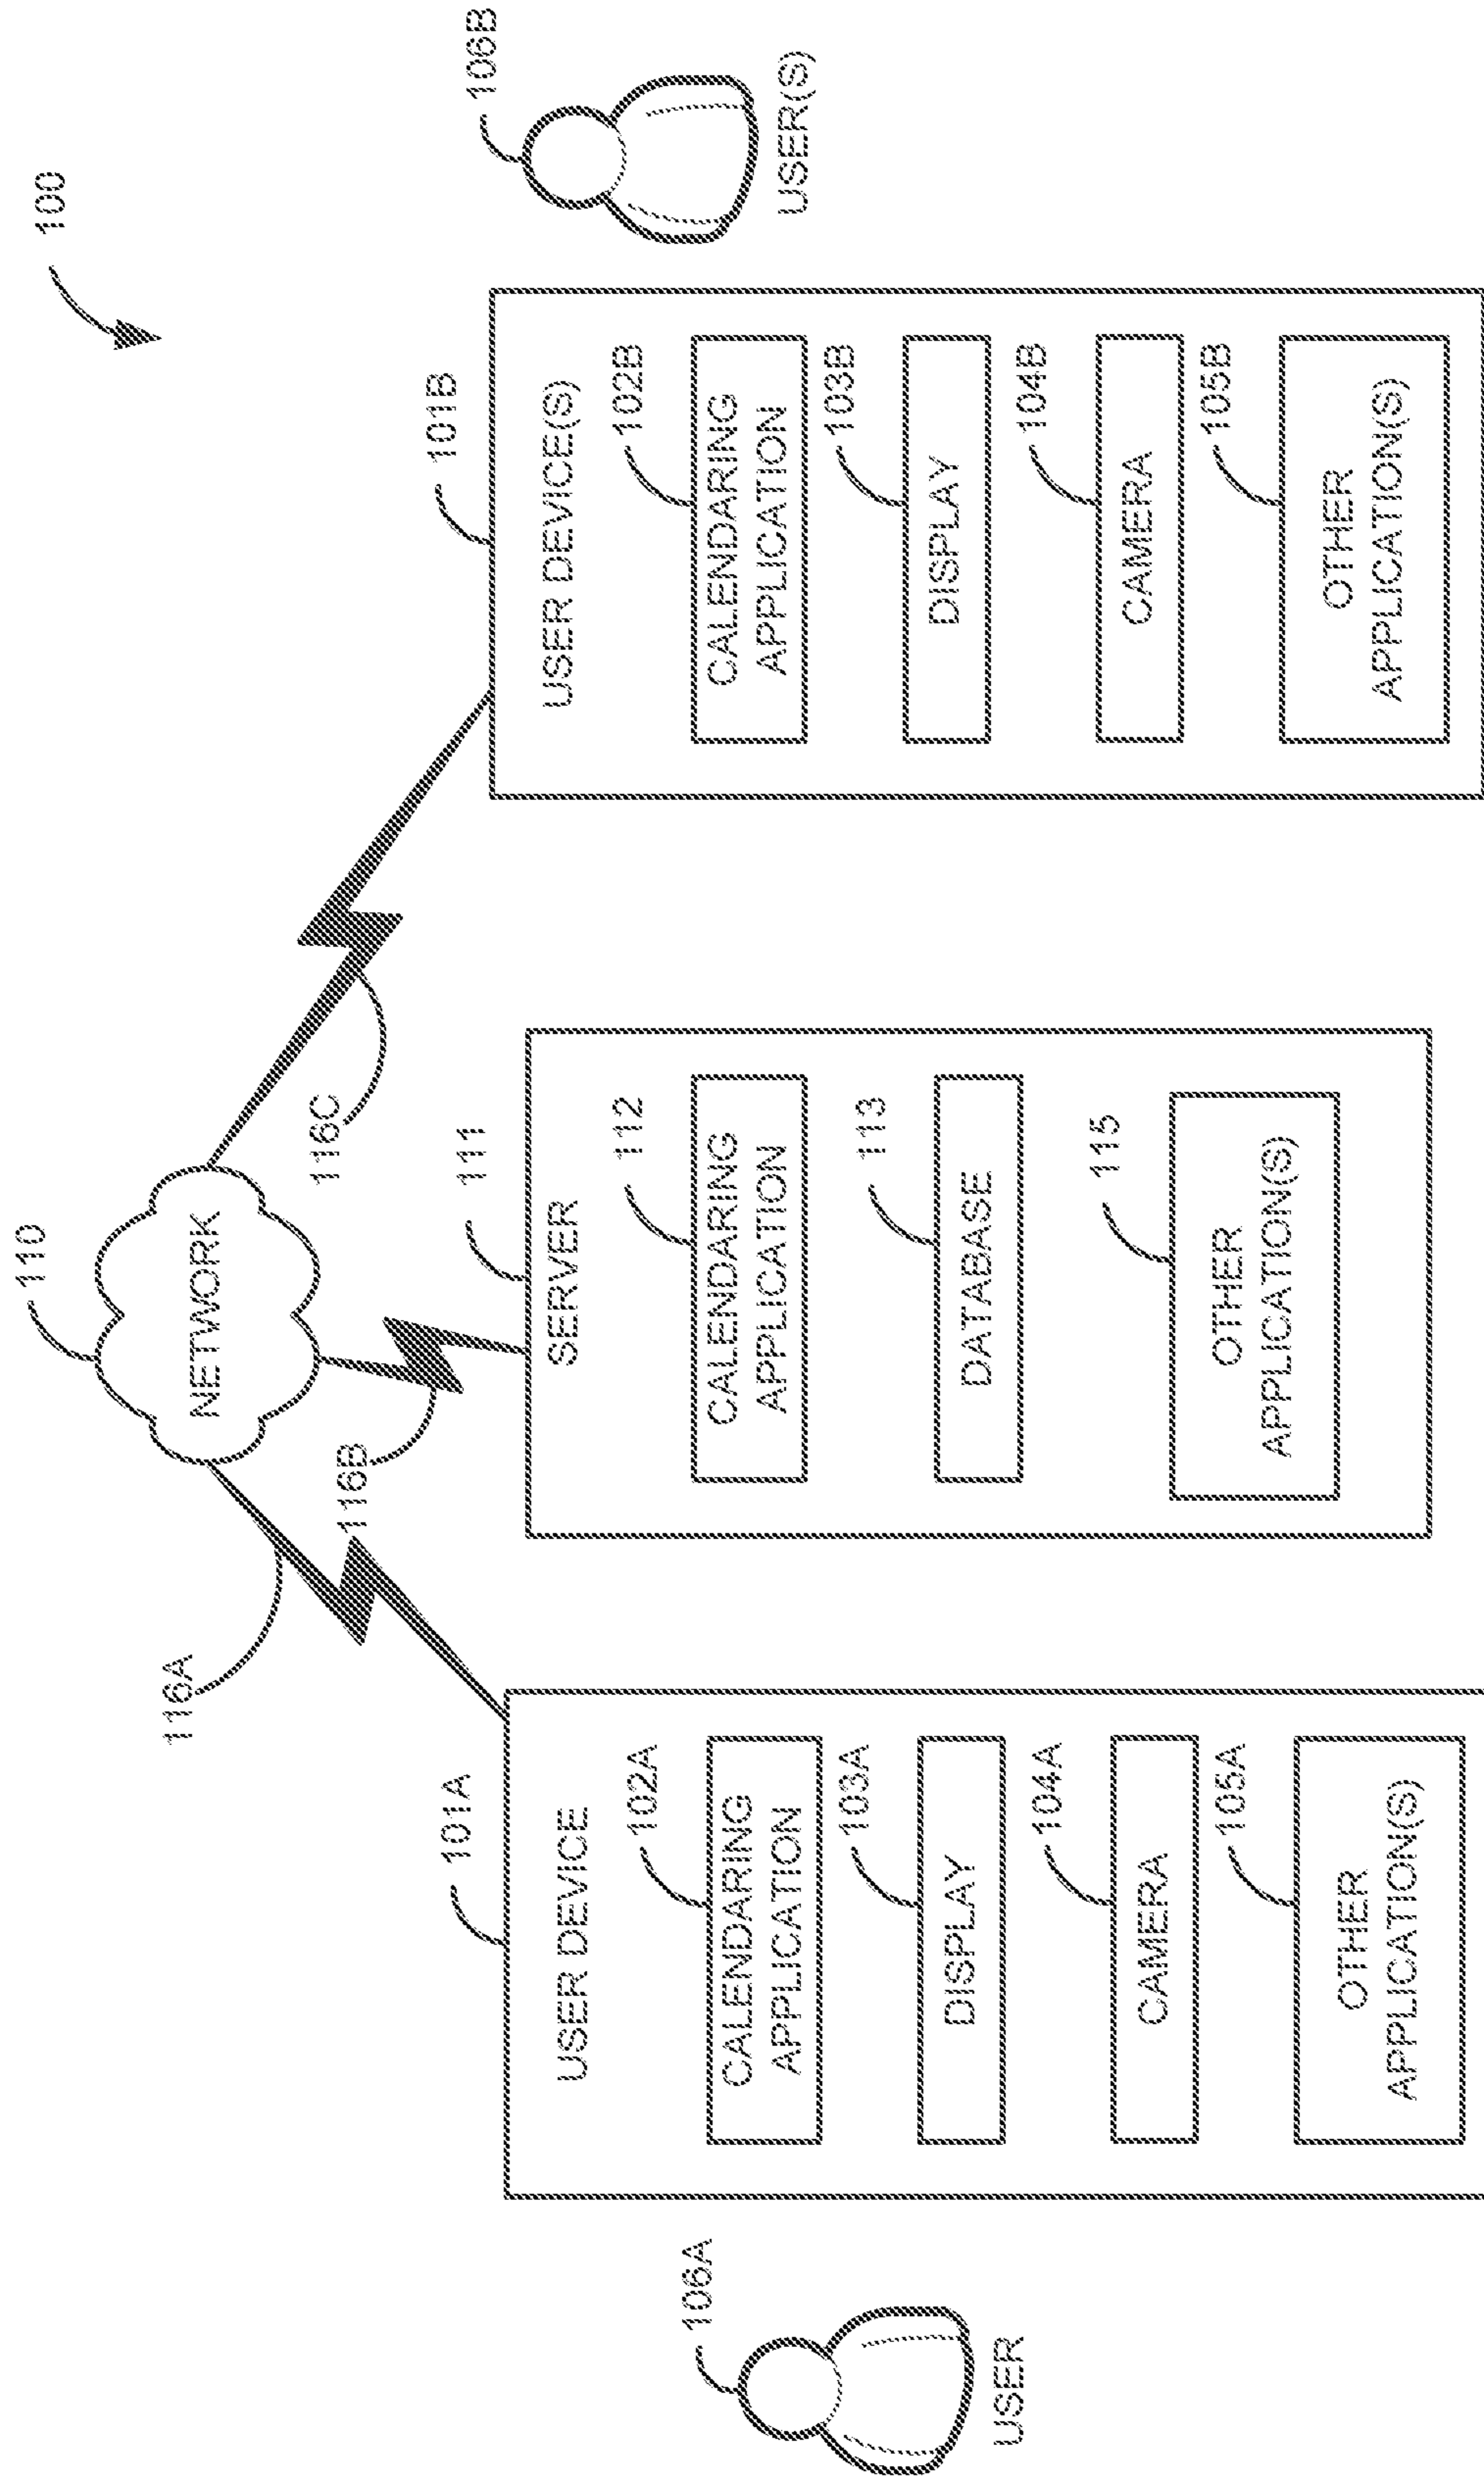 100
110
NETWORK
116A
116B
116C
106A
USER
101A
USER DEVICE
102A
CALENDARING
APPLICATION
103A
DISPLAY
104A
CAMERA
105A
OTHER
APPLICATION(S)
111
SERVER
112
CALENDARING
APPLICATION
113
DATABASE
115
OTHER
APPLICATION(S)
101B
USER DEVICE(S)
102B
CALENDARING
APPLICATION
103B
DISPLAY
104B
CAMERA
105B
OTHER
APPLICATION(S)
106B
USER(S)